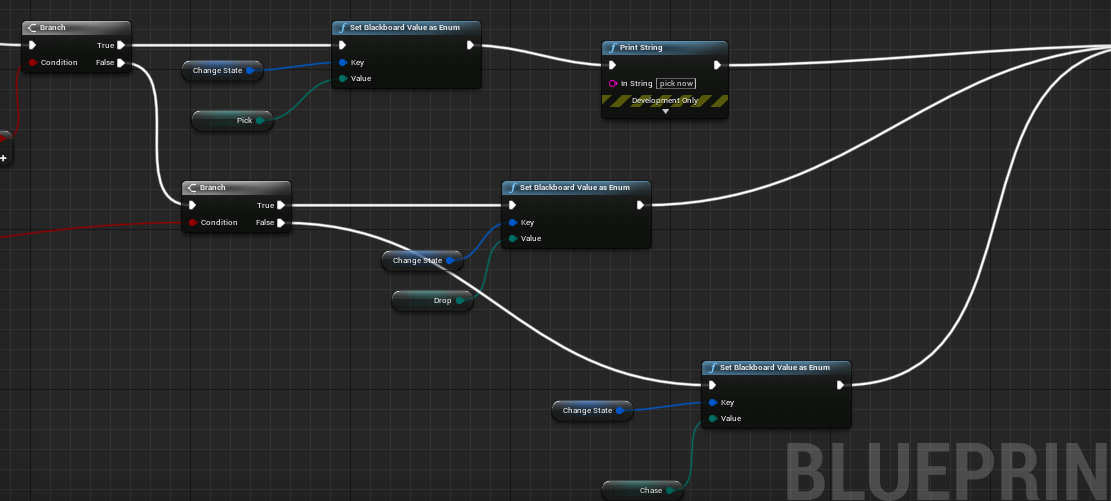 Branch
True
Condition
False
Set Blackboard Value as Enum
Key
Value
Change State
Pick
Print String
In String
pick now
Development Only
Branch
True
Condition
False
Set Blackboard Value as Enum
Key
Value
Change State
Drop
Set Blackboard Value as Enum
Key
Value
Change State
Chase
BLUEPRIN